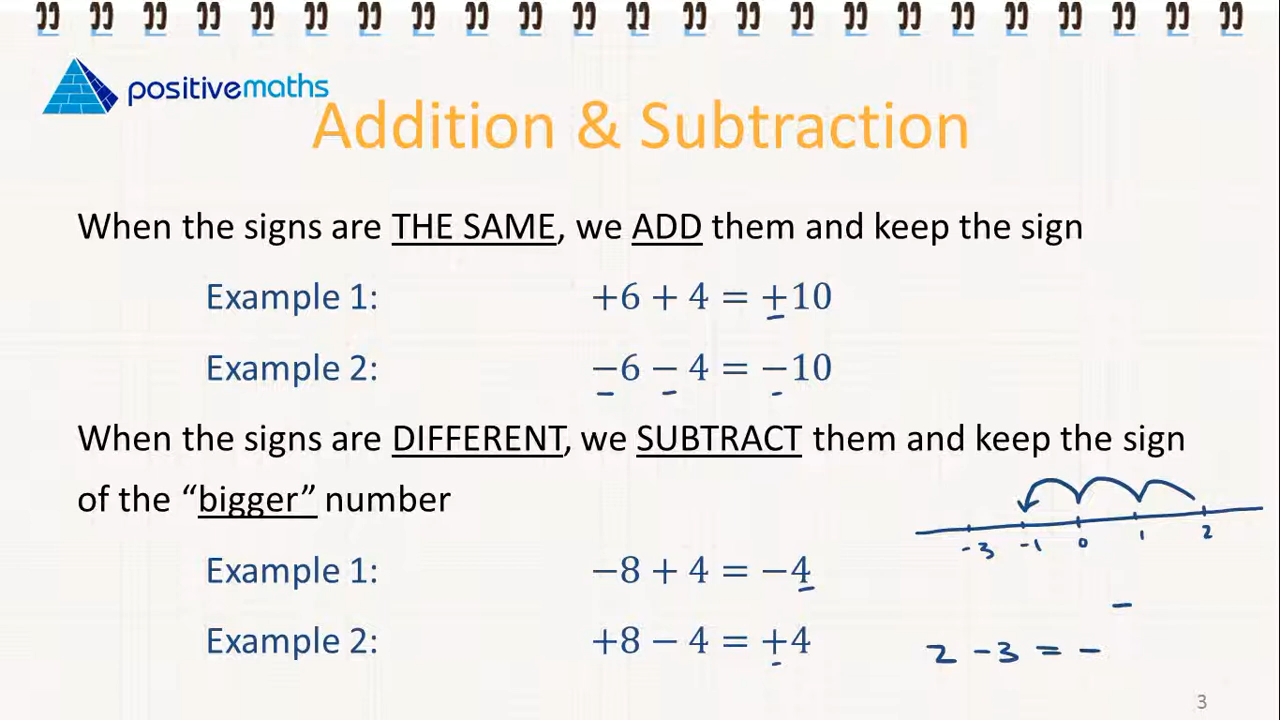 positivemaths
Addition & Subtraction
When the signs are THE SAME, we ADD them and keep the sign
Example 1: +6 + 4 = +10
Example 2: −6 − 4 = −10
When the signs are DIFFERENT, we SUBTRACT them and keep the sign
of the “bigger” number
-3 -1 0 1 2
Example 1: −8 + 4 = −4
Example 2: +8 − 4 = +4
2 -3 = -
3